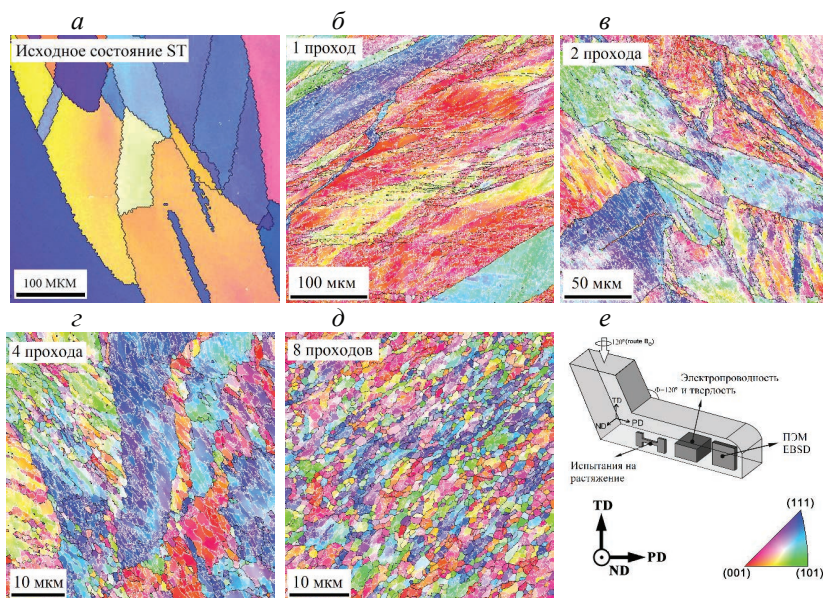 а
б
в
Исходное состояние ST
1 проход
2 прохода
100 МКМ
100 мкм
50 мкм
г
д
е
4 прохода
8 проходов
120° (route Bc)
Ф=120°
Электропроводность
и твердость
TD
ND
PD
ПЭМ
EBSD
Испытания на
растяжение
TD
(111)
PD
ND
10 мкм
10 мкм
(001)
(101)